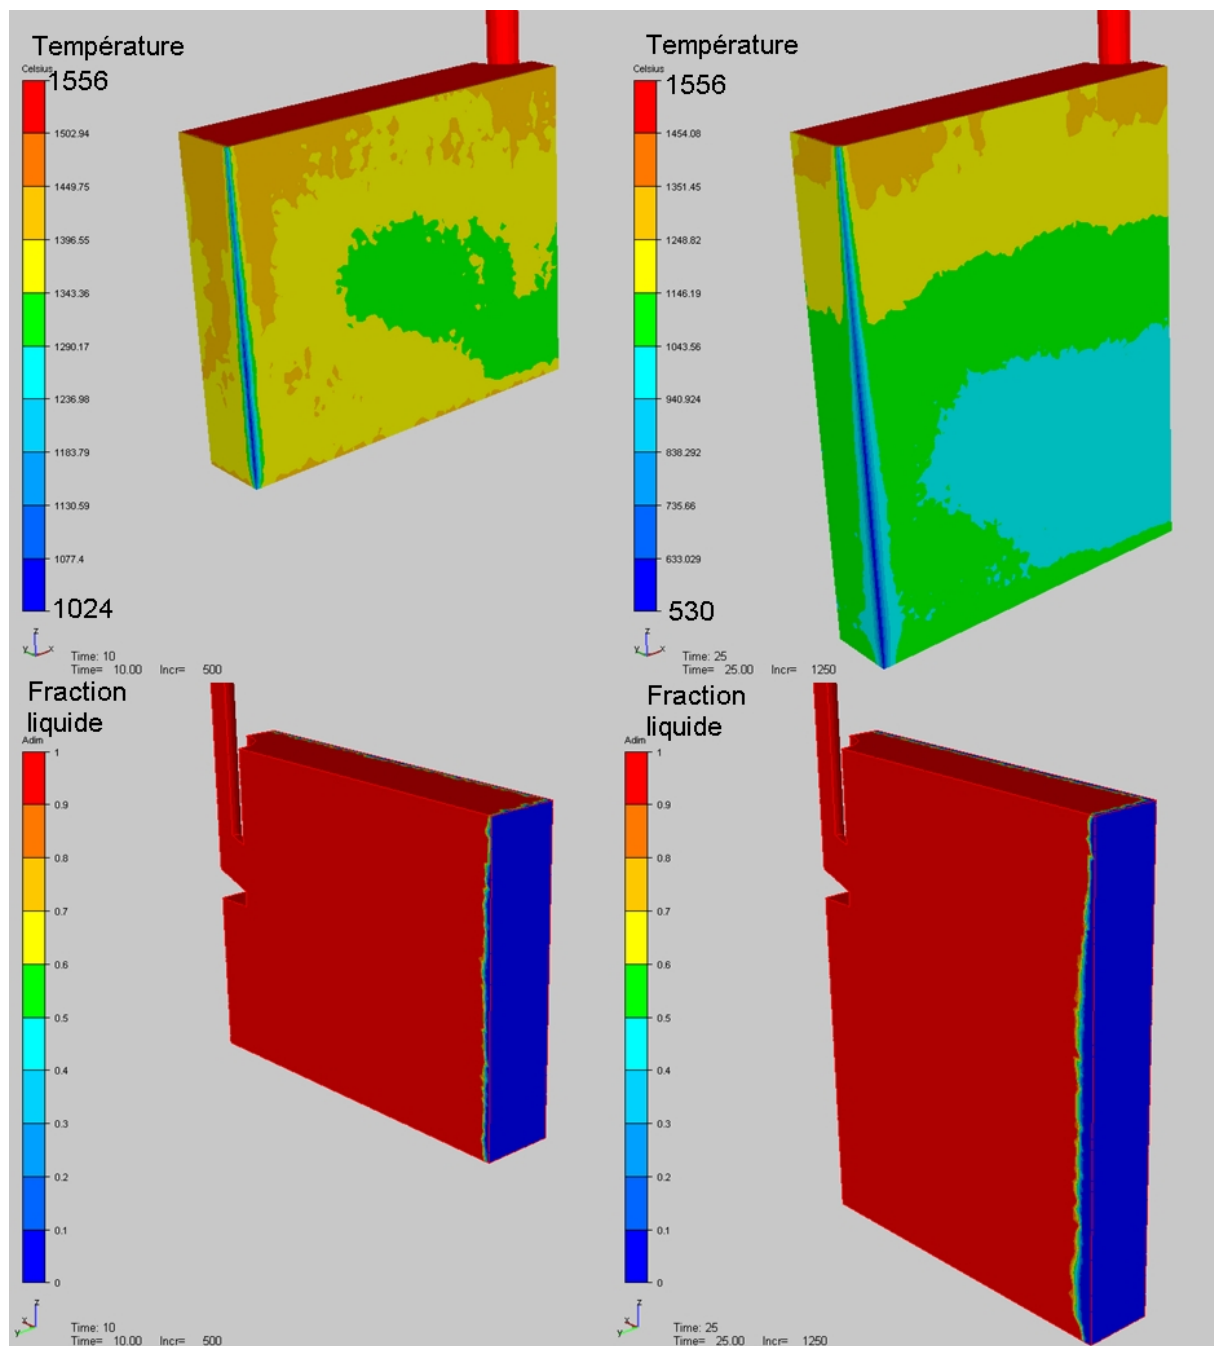 Température
Celsius
1556
1502.94
1449.75
1396.55
1343.36
1290.17
1236.98
1183.79
1130.59
1077.4
1024
z
y
x
Time: 10
Time= 10.00 Incr= 500
Température
Celsius
1556
1454.08
1351.45
1248.82
1146.19
1043.56
940.924
838.292
735.66
633.029
530
z
y
x
Time: 25
Time= 25.00 Incr= 1250
Fraction
liquide
Adim
1
0.9
0.8
0.7
0.6
0.5
0.4
0.3
0.2
0.1
0
z
x
y
Time: 10
Time= 10.00 Incr= 500
Fraction
liquide
Adim
1
0.9
0.8
0.7
0.6
0.5
0.4
0.3
0.2
0.1
0
z
x
y
Time: 25
Time= 25.00 Incr= 1250